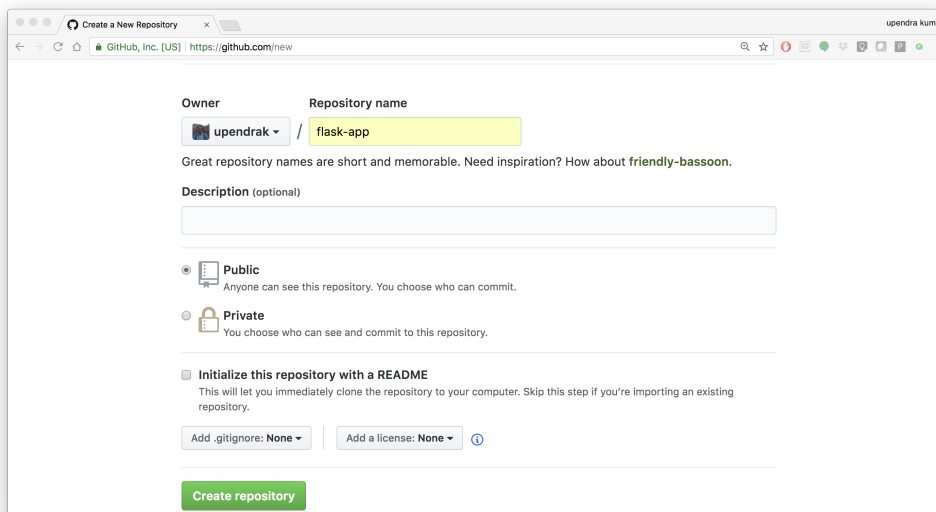 Create a New Repository
upendra kum
GitHub, Inc. [US] | https://github.com/new
Owner
Repository name
upendrak
/
flask-app
Great repository names are short and memorable. Need inspiration? How about friendly-bassoon.
Description (optional)
Public
Anyone can see this repository. You choose who can commit.
Private
You choose who can see and commit to this repository.
Initialize this repository with a README
This will let you immediately clone the repository to your computer. Skip this step if you’re importing an existing
repository.
Add .gitignore: None
Add a license: None
Create repository